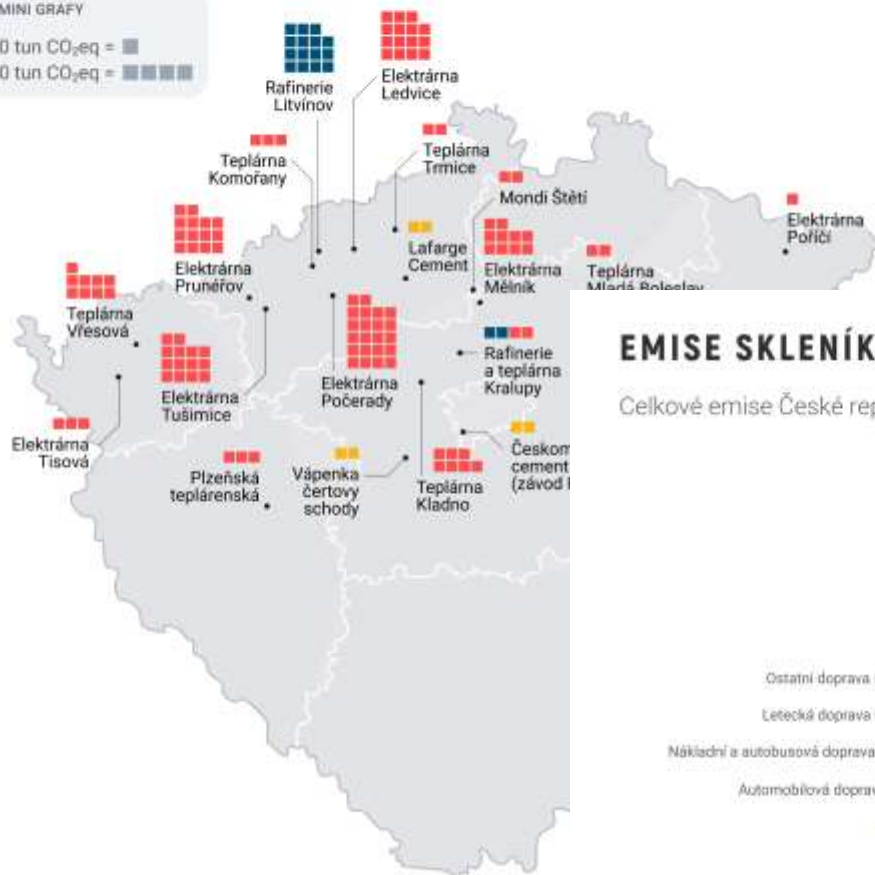 MINI GRAFY
0 tun CO₂eq =
0 tun CO₂eq =
Rafinerie
Litvínov
Elektrárna
Ledvice
Teplárna
Komořany
Teplárna
Trmice
Mondi Štětí
Elektrárna
Poříčí
Elektrárna
Prunéřov
Lafarge
Cement
Elektrárna
Mělník
Teplárna
Mladá Boleslav
Teplárna
Vřesová
Elektrárna
Tušimice
Elektrárna
Počerady
Rafinerie
a teplárna
Kralupy
Elektrárna
Tisová
Plzeňská
teplárenská
Vápenka
čertovy
schody
Teplárna
Kladno
Českom
cement
(závod
EMISE SKLENÍK
Celkové emise České rep
Ostatní doprava
Letecká doprava
Nákladní a autobusová doprava
Automobilová doprav